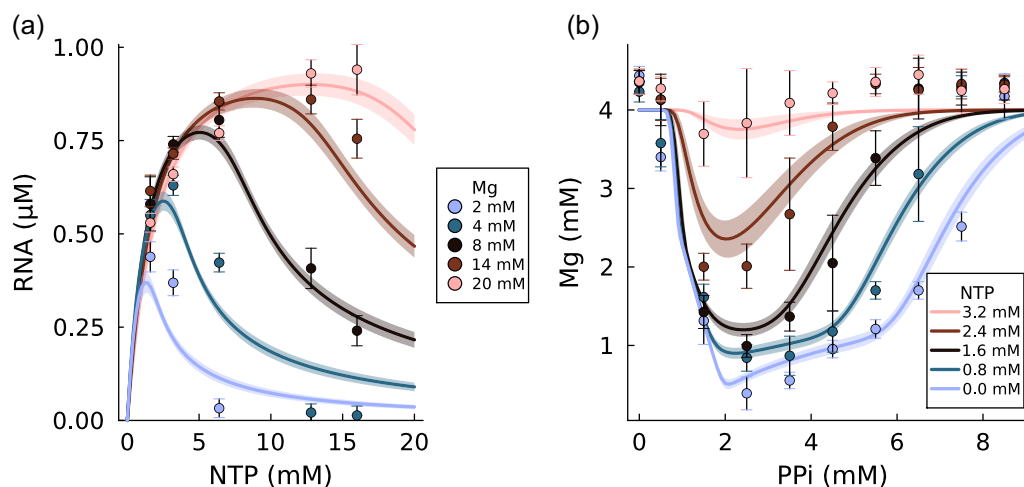 (a)
1.00
0.75
0.50
0.25
0.00
RNA (μM)
0
5
10
15
20
NTP (mM)
Mg
2 mM
4 mM
8 mM
14 mM
20 mM
(b)
4
3
2
1
Mg (mM)
0
2
4
6
8
PPi (mM)
NTP
3.2 mM
2.4 mM
1.6 mM
0.8 mM
0.0 mM